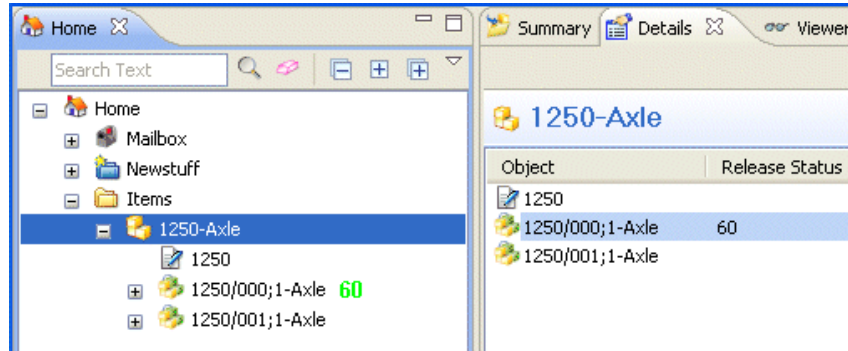 Home
Search Text
Home
Mailbox
Newstuff
Items
1250-Axle
1250
1250/000;1-Axle 60
1250/001;1-Axle
Summary Details Viewer
1250-Axle
Object Release Status
1250
1250/000;1-Axle 60
1250/001;1-Axle